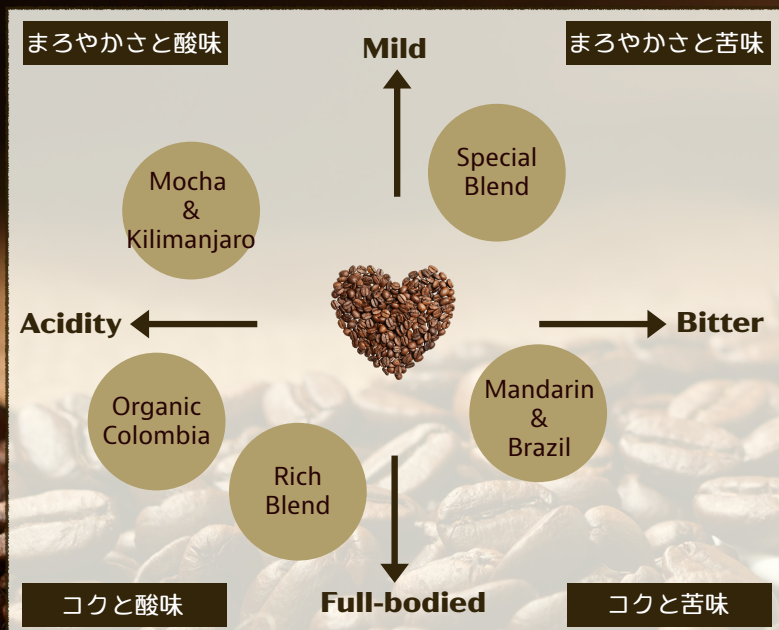 まろやかさと酸味
Mild
まろやかさと苦味
Special
Blend
Mocha
&
Kilimanjaro
Acidity
Bitter
Organic
Colombia
Mandarin
&
Brazil
Rich
Blend
コクと酸味
Full-bodied
コクと苦味